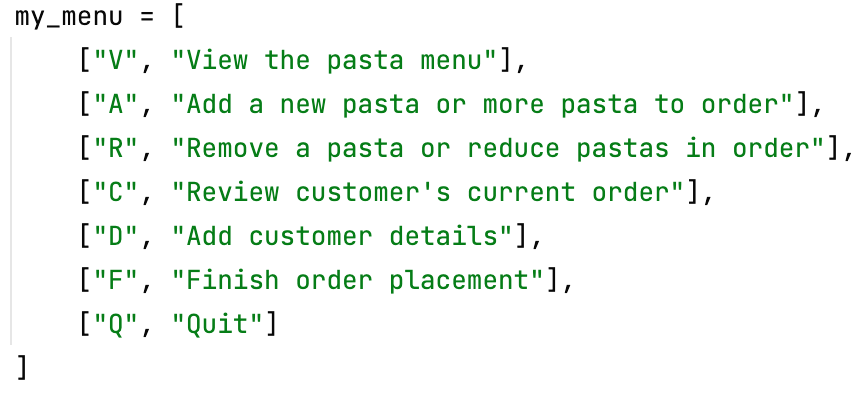 my_menu = [
    ["V", "View the pasta menu"],
    ["A", "Add a new pasta or more pasta to order"],
    ["R", "Remove a pasta or reduce pastas in order"],
    ["C", "Review customer's current order"],
    ["D", "Add customer details"],
    ["F", "Finish order placement"],
    ["Q", "Quit"]
]